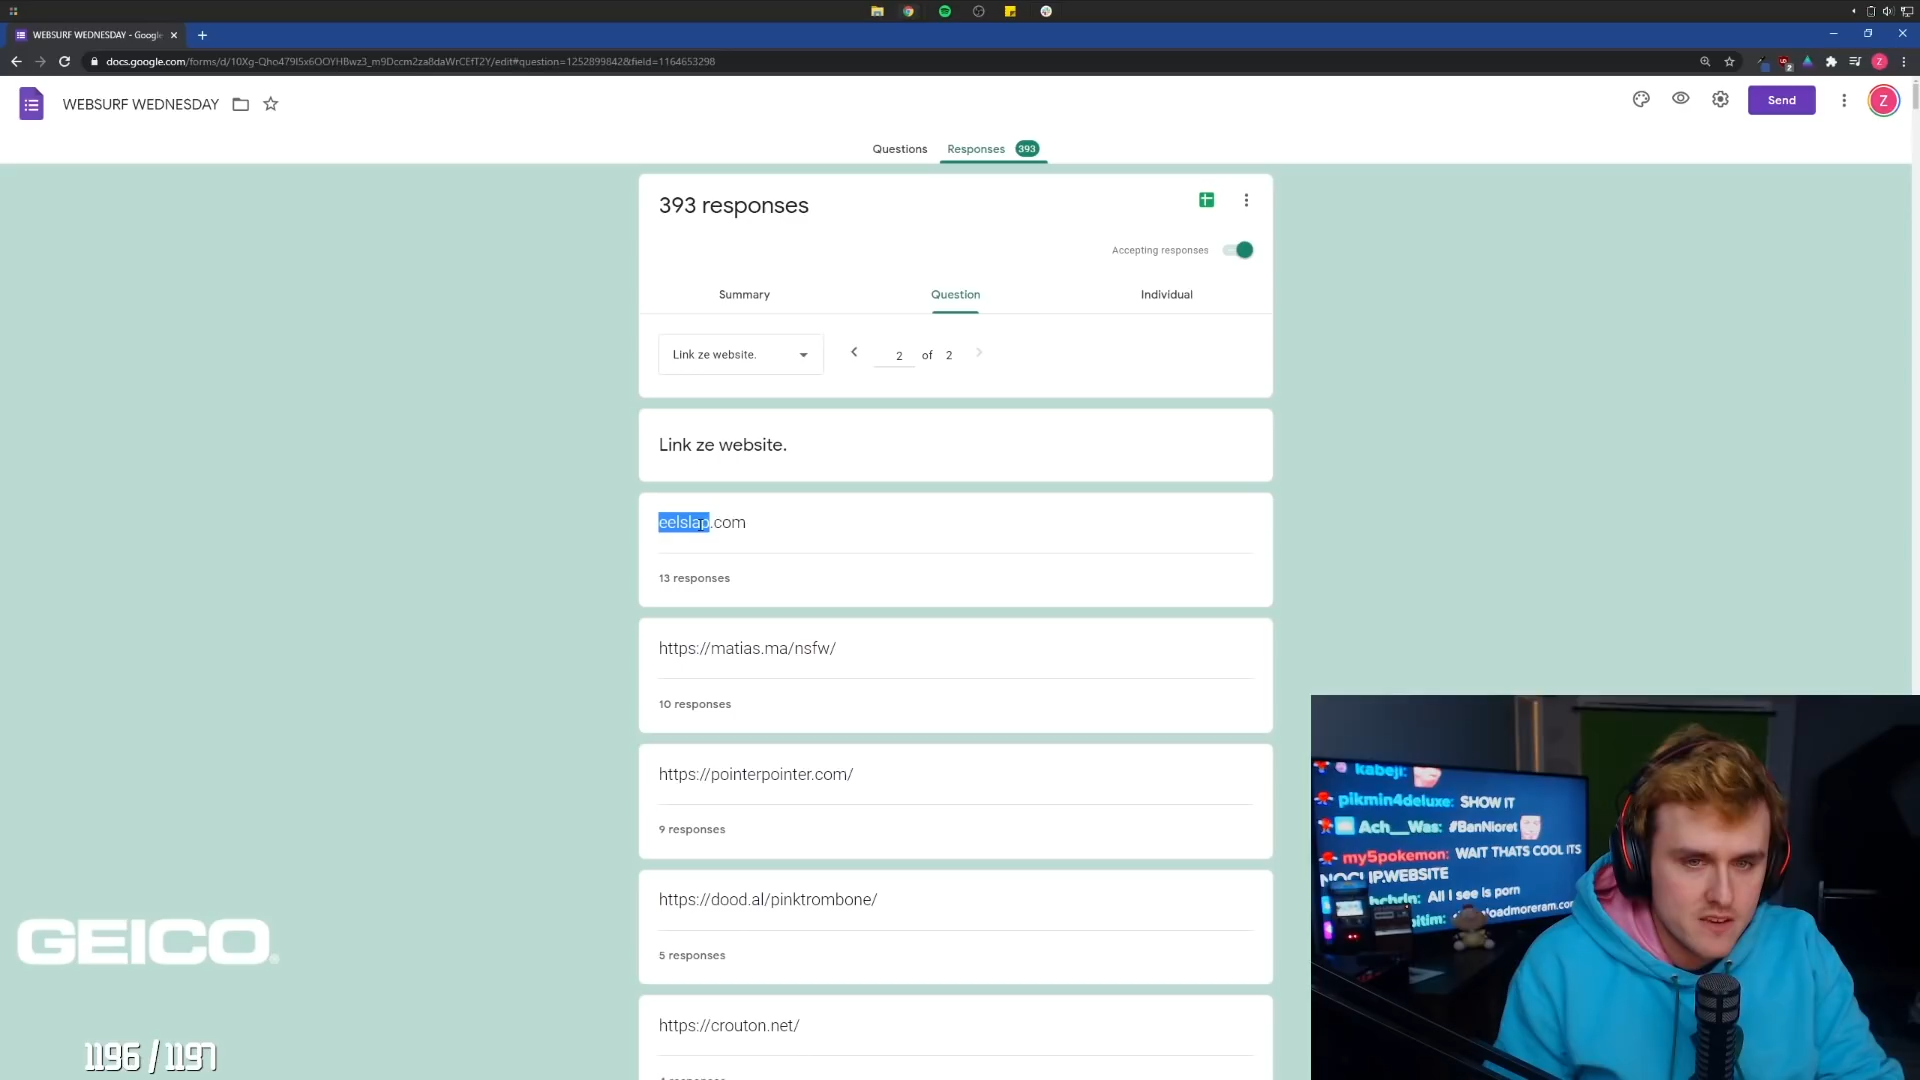 WEBSURF WEDNESDAY - Google
docs.google.com/forms/d/10Xg-Qho479I5x6OOYHBwz3_m9Dccm2za8daWrCEfT2Y/edit#question=1252899842&field=1164653298
WEBSURF WEDNESDAY
Send
Z
Questions
Responses 393
393 responses
Accepting responses
Summary
Question
Individual
Link ze website.
2 of 2
Link ze website.
eelslap.com
13 responses
https://matias.ma/nsfw/
10 responses
https://pointerpointer.com/
9 responses
https://dood.al/pinktrombone/
5 responses
https://crouton.net/
kabeji:
pikmin4deluxe: SHOW IT
Ach__Was: #BanNioret
my5pokemon: WAIT THATS COOL ITS
NOCLIP.WEBSITE
All I see is porn
loadmoreram.com
GEICO
1196 / 1197